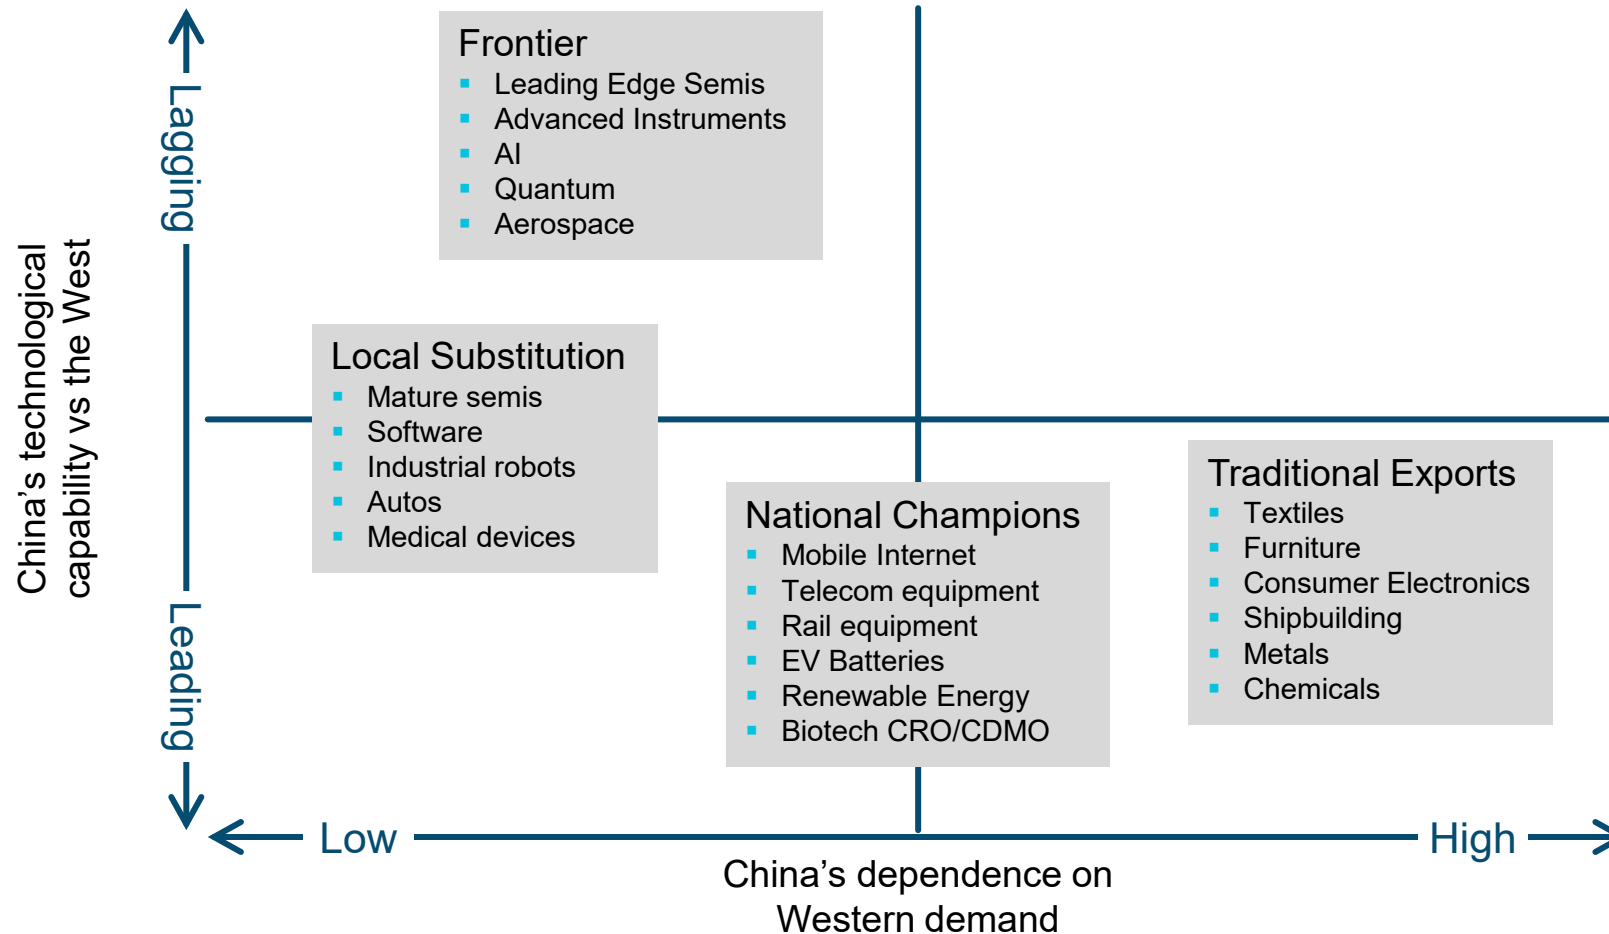 China’s technological
capability vs the West
Lagging
Leading
Frontier
Leading Edge Semis
Advanced Instruments
AI
Quantum
Aerospace
Local Substitution
Mature semis
Software
Industrial robots
Autos
Medical devices
National Champions
Mobile Internet
Telecom equipment
Rail equipment
EV Batteries
Renewable Energy
Biotech CRO/CDMO
Traditional Exports
Textiles
Furniture
Consumer Electronics
Shipbuilding
Metals
Chemicals
Low
High
China’s dependence on
Western demand